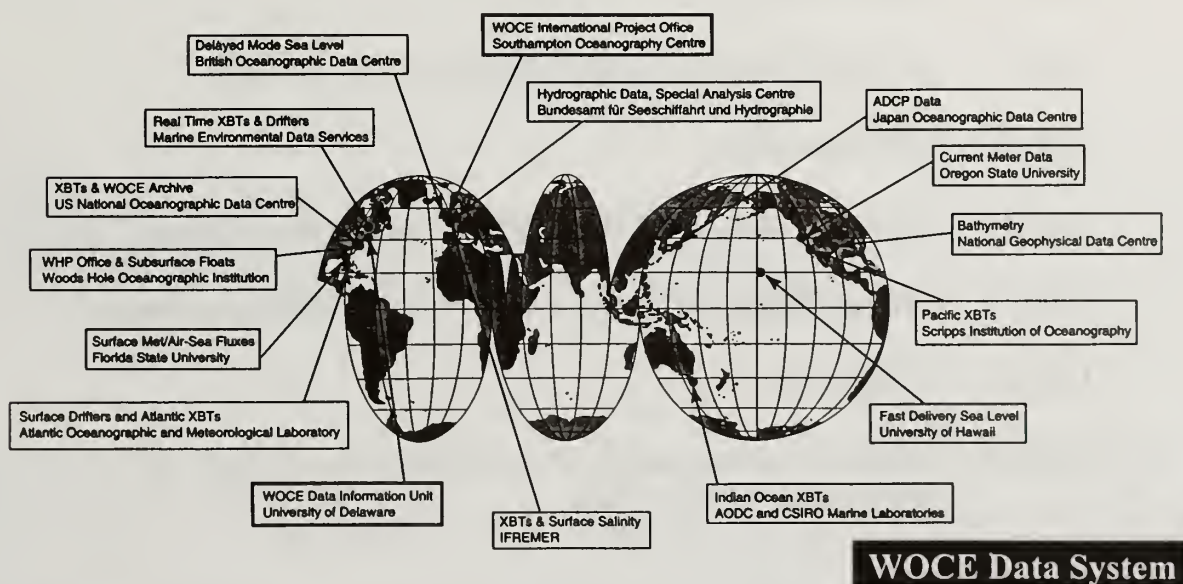 WOCE International Project Office
Southampton Oceanography Centre
Delayed Mode Sea Level
British Oceanographic Data Centre
Hydrographic Data, Special Analysis Centre
Bundesamt für Seeschiffahrt und Hydrographie
ADCP Data
Japan Oceanographic Data Centre
Real Time XBTs & Drifters
Marine Environmental Data Services
Current Meter Data
Oregon State University
XBTs & WOCE Archive
US National Oceanographic Data Centre
Bathymetry
National Geophysical Data Centre
WHP Office & Subsurface Floats
Woods Hole Oceanographic Institution
Pacific XBTs
Scripps Institution of Oceanography
Surface Met/Air-Sea Fluxes
Florida State University
Surface Drifters and Atlantic XBTs
Atlantic Oceanographic and Meteorological Laboratory
Fast Delivery Sea Level
University of Hawaii
WOCE Data Information Unit
University of Delaware
Indian Ocean XBTs
AODC and CSIRO Marine Laboratories
XBTs & Surface Salinity
IFREMER
WOCE Data System